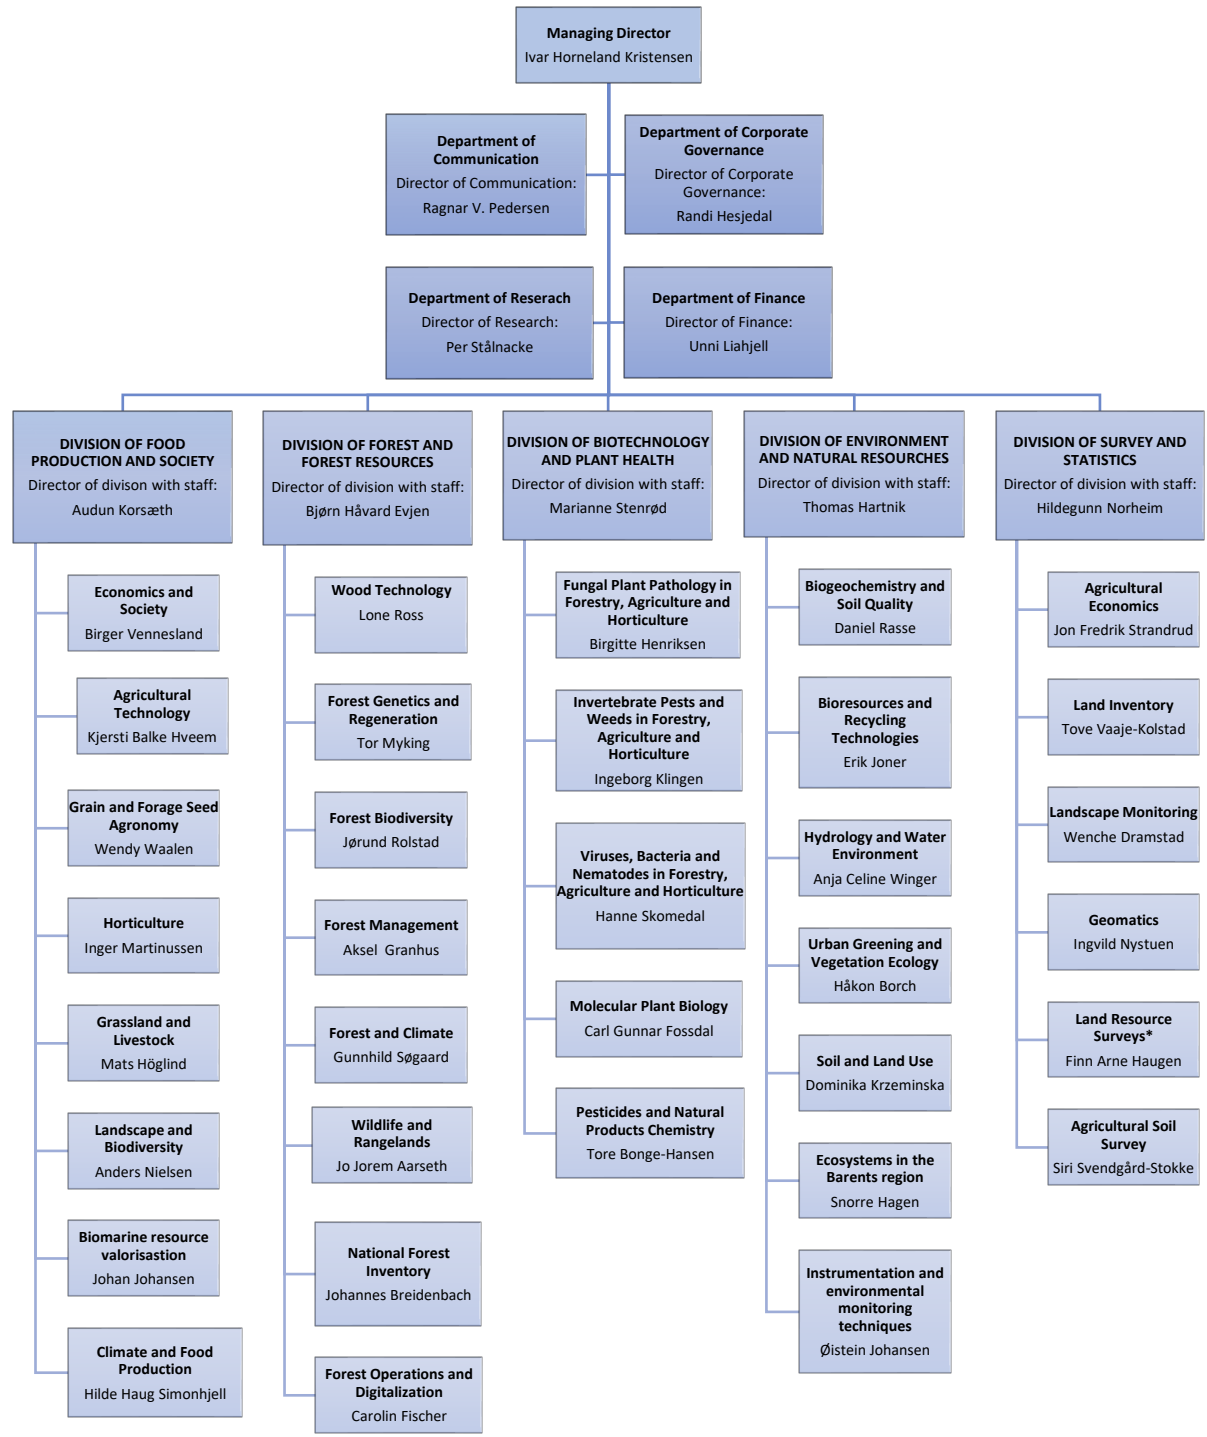 Managing Director
Ivar Horneland Kristensen
Department of
Communication
Director of Communication:
Ragnar V. Pedersen
Department of Corporate
Governance
Director of Corporate
Governance:
Randi Hesjedal
Department of Reserach
Director of Research:
Per Stålnacke
Department of Finance
Director of Finance:
Unni Liahjell
DIVISION OF FOOD
PRODUCTION AND SOCIETY
Director of divison with staff:
Audun Korsæth
Economics and
Society
Birger Vennesland
Agricultural
Technology
Kjersti Balke Hveem
Grain and Forage Seed
Agronomy
Wendy Waalen
Horticulture
Inger Martinussen
Grassland and
Livestock
Mats Höglind
Landscape and
Biodiversity
Anders Nielsen
Biomarine resource
valorisastion
Johan Johansen
Climate and Food
Production
Hilde Haug Simonhjell
DIVISION OF FOREST AND
FOREST RESOURCES
Director of division with staff:
Bjørn Håvard Evjen
Wood Technology
Lone Ross
Forest Genetics and
Regeneration
Tor Myking
Forest Biodiversity
Jørund Rolstad
Forest Management
Aksel Granhus
Forest and Climate
Gunnhild Søgaard
Wildlife and
Rangelands
Jo Jorem Aarseth
National Forest
Inventory
Johannes Breidenbach
Forest Operations and
Digitalization
Carolin Fischer
DIVISION OF BIOTECHNOLOGY
AND PLANT HEALTH
Director of division with staff:
Marianne Stenrød
Fungal Plant Pathology in
Forestry, Agriculture and
Horticulture
Birgitte Henriksen
Invertebrate Pests and
Weeds in Forestry,
Agriculture and
Horticulture
Ingeborg Klingen
Viruses, Bacteria and
Nematodes in Forestry,
Agriculture and Horticulture
Hanne Skomedal
Molecular Plant Biology
Carl Gunnar Fossdal
Pesticides and Natural
Products Chemistry
Tore Bonge-Hansen
DIVISION OF ENVIRONMENT
AND NATURAL RESOURCHES
Director of division with staff:
Thomas Hartnik
Biogeochemistry and
Soil Quality
Daniel Rasse
Bioresources and
Recycling
Technologies
Erik Joner
Hydrology and Water
Environment
Anja Celine Winger
Urban Greening and
Vegetation Ecology
Håkon Borch
Soil and Land Use
Dominika Krzeminska
Ecosystems in the
Barents region
Snorre Hagen
Instrumentation and
environmental
monitoring
techniques
Øistein Johansen
DIVISION OF SURVEY AND
STATISTICS
Director of division with staff:
Hildegunn Norheim
Agricultural
Economics
Jon Fredrik Strandrud
Land Inventory
Tove Vaaje-Kolstad
Landscape Monitoring
Wenche Dramstad
Geomatics
Ingvild Nystuen
Land Resource
Surveys*
Finn Arne Haugen
Agricultural Soil
Survey
Siri Svendgård-Stokke